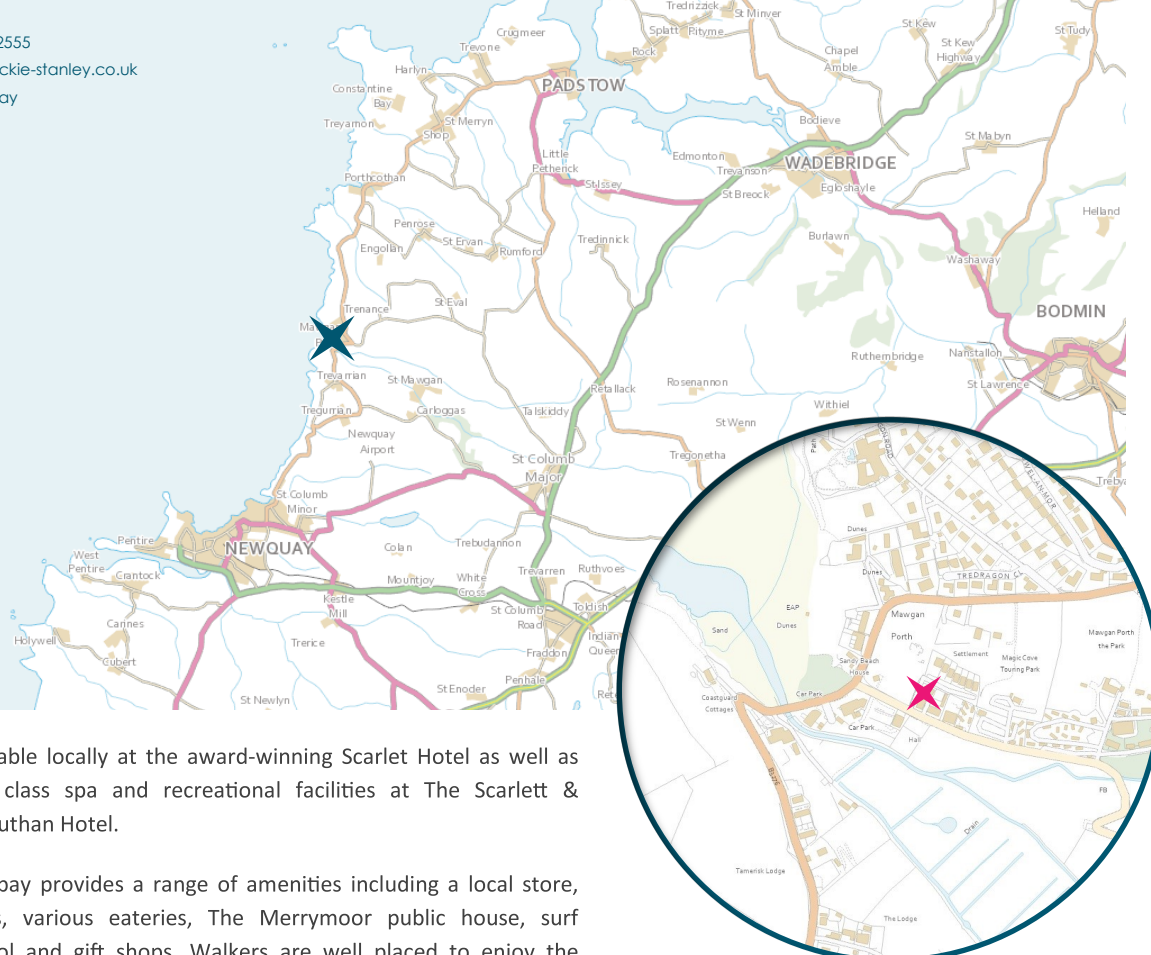 2555
ckie-stanley.co.uk
ay
Tredrizzick
St Minver
Crugmeer
Splatt
Pityme
St Kew
St Tudy
Trevone
Rock
Chapel
Amble
St Kew
Highway
Harlyn
PADSTOW
Constantine
Bay
Treyarnon
St Merryn
Shop
Bodieve
St Mabyn
Little
Petherick
Edmonton
WADEBRIDGE
Trevanson
Porthcothan
St Issey
St Breock
Egloshayle
Helland
Penrose
St Ervan
Engollan
Rumford
Tredinnick
Burlawn
Washaway
Trenance
St Eval
BODMIN
Ruthernbridge
Nanstallon
Trevarrian
St Mawgan
Retallack
Rosenannon
St Lawrence
Tregurrian
Carloggas
Talskiddy
Withiel
St Wenn
Newquay
Airport
St Columb
Major
Tregonetha
St Columb
Minor
Pentire
NEWQUAY
Colan
Trebudannon
West
Pentire
Crantock
Mountjoy
White
Cross
Trevarren
Ruthvoes
Kestle
Mill
St Columb
Road
Toldish
Indian
Queen
Holywell
Carines
Trerice
Cubert
Fraddon
Penhale
St Newlyn
St Enoder
Dunes
Dunes
TREDRAGON
EAP
Dunes
Mawgan
Porth
Sand
Mawgan Porth
the Park
Settlement
Magic Cove
Touring Park
Sandy Beach
House
Coastguard
Cottages
Car Park
Car Park
Hall
B3276
FB
Drain
Tamerisk Lodge
The Lodge
able locally at the award-winning Scarlet Hotel as well as
class spa and recreational facilities at The Scarlett &
uthan Hotel.
bay provides a range of amenities including a local store,
s, various eateries, The Merrymoor public house, surf
ol and gift shops. Walkers are well placed to enjoy the